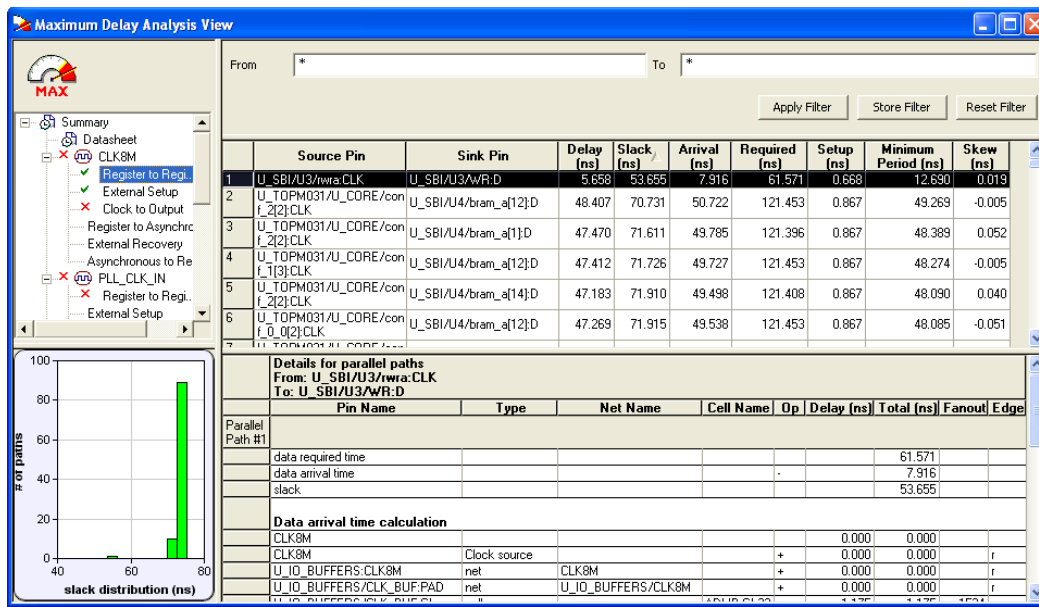 Maximum Delay Analysis View
MAX
From * To *
Apply Filter Store Filter Reset Filter
Summary
Datasheet
CLK8M
Register to Regi..
External Setup
Clock to Output
Register to Asynchrc
External Recovery
Asynchronous to Re
PLL_CLK_IN
Register to Regi..
External Setup
Source Pin Sink Pin Delay (ns) Slack (ns) Arrival (ns) Required (ns) Setup (ns) Minimum Period (ns) Skew (ns)
1 U_SBI/U3/rwra:CLK U_SBI/U3/WR:D 5.658 53.655 7.916 61.571 0.668 12.690 0.019
2 U_TOPM031/U_CORE/con f_2[2]:CLK U_SBI/U4/bram_a[12]:D 48.407 70.731 50.722 121.453 0.867 49.269 -0.005
3 U_TOPM031/U_CORE/con f_2[2]:CLK U_SBI/U4/bram_a[1]:D 47.470 71.611 49.785 121.396 0.867 48.389 0.052
4 U_TOPM031/U_CORE/con f_1[3]:CLK U_SBI/U4/bram_a[12]:D 47.412 71.726 49.727 121.453 0.867 48.274 -0.005
5 U_TOPM031/U_CORE/con f_2[2]:CLK U_SBI/U4/bram_a[14]:D 47.183 71.910 49.498 121.408 0.867 48.090 0.040
6 U_TOPM031/U_CORE/con f_0_0[2]:CLK U_SBI/U4/bram_a[12]:D 47.269 71.915 49.538 121.453 0.867 48.085 -0.051
100
80
60
40
20
0
# of paths
40 60 80
slack distribution (ns)
Details for parallel paths
From: U_SBI/U3/rwra:CLK
To: U_SBI/U3/WR:D
Pin Name Type Net Name Cell Name Op Delay (ns) Total (ns) Fanout Edge
Parallel Path #1
data required time 61.571
data arrival time - 7.916
slack 53.655
Data arrival time calculation
CLK8M 0.000 0.000
CLK8M Clock source + 0.000 0.000 r
U_IO_BUFFERS:CLK8M net CLK8M + 0.000 0.000 r
U_IO_BUFFERS/CLK_BUF:PAD net U_IO_BUFFERS/CLK8M + 0.000 0.000 r